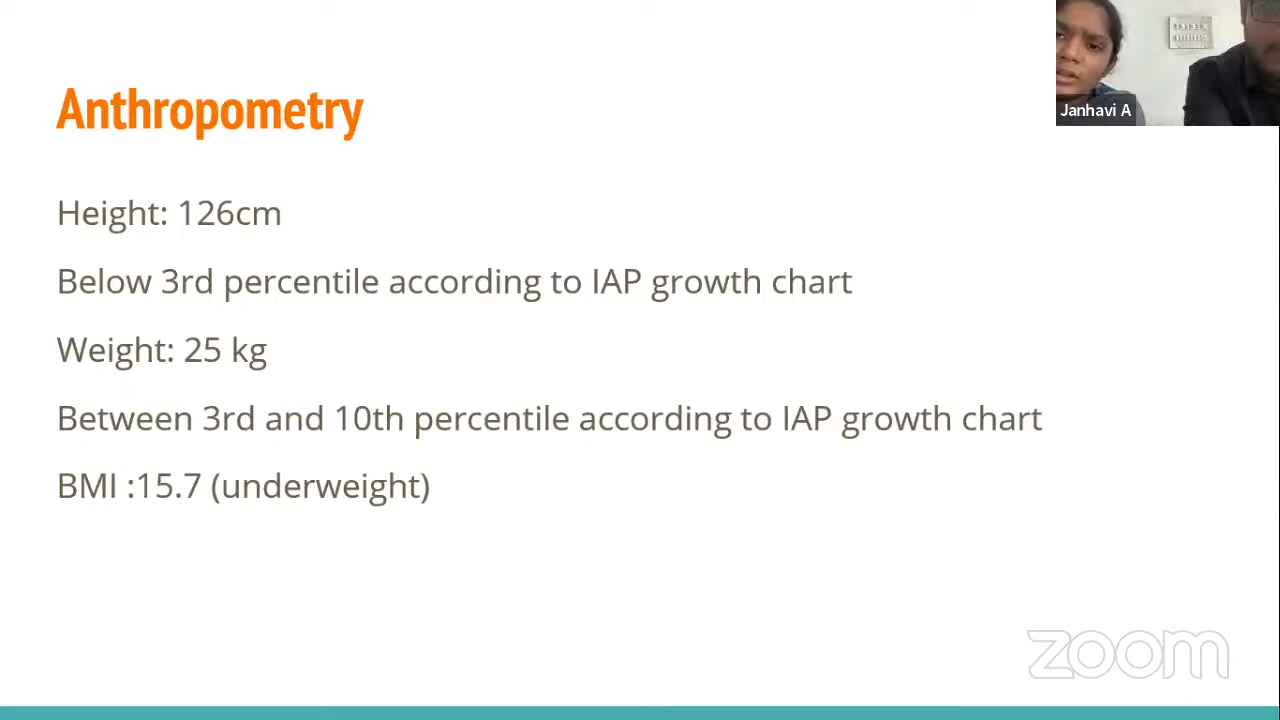 Anthropometry
Janhavi A
Height: 126cm
Below 3rd percentile according to IAP growth chart
Weight: 25 kg
Between 3rd and 10th percentile according to IAP growth chart
BMI :15.7 (underweight)
zoom